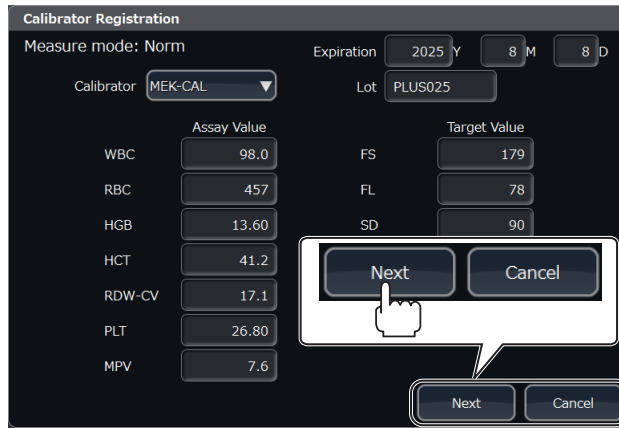 Calibrator Registration
Measure mode: Norm
Expiration 2025 Y 8 M 8 D
Calibrator MEK-CAL Lot PLUS025
Assay Value Target Value
WBC 98.0 FS 179
RBC 457 FL 78
HGB 13.60 SD 90
HCT 41.2
Next Cancel
RDW-CV 17.1
PLT 26.80
MPV 7.6
Next Cancel